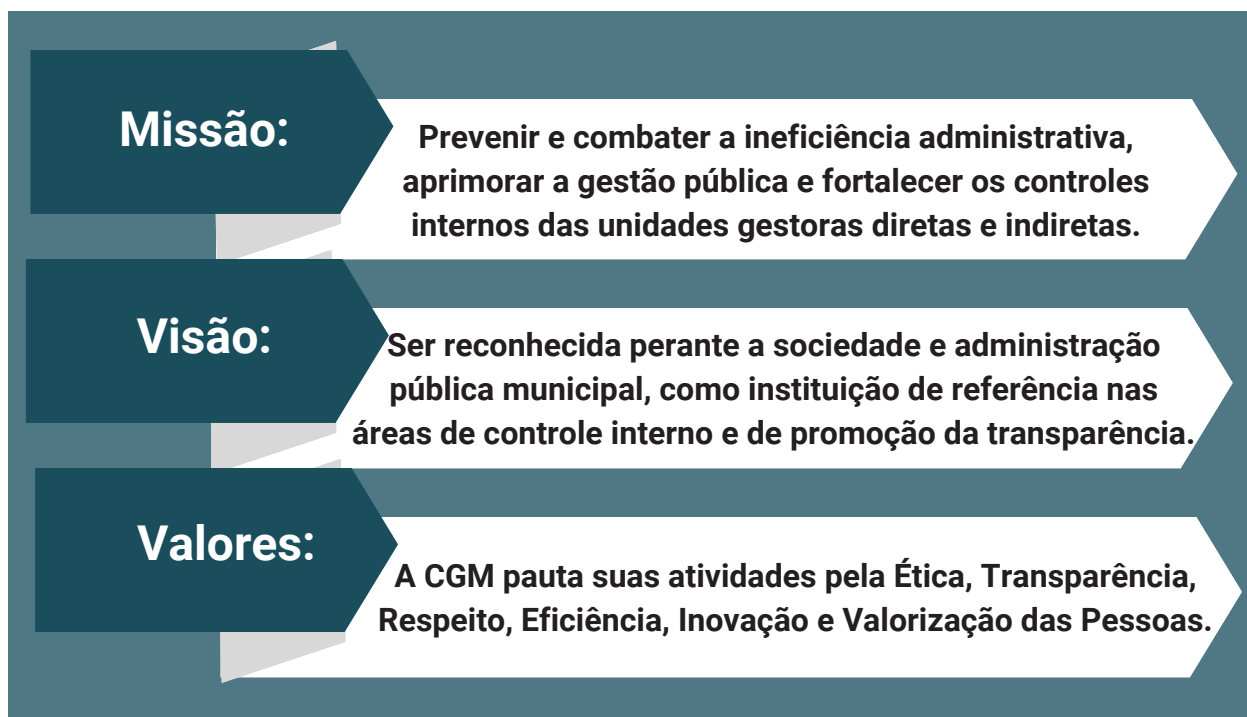 Missão:
Prevenir e combater a ineficiência administrativa,
aprimorar a gestão pública e fortalecer os controles
internos das unidades gestoras diretas e indiretas.
Visão:
Ser reconhecida perante a sociedade e administração
pública municipal, como instituição de referência nas
áreas de controle interno e de promoção da transparência.
Valores:
A CGM pauta suas atividades pela Ética, Transparência,
Respeito, Eficiência, Inovação e Valorização das Pessoas.